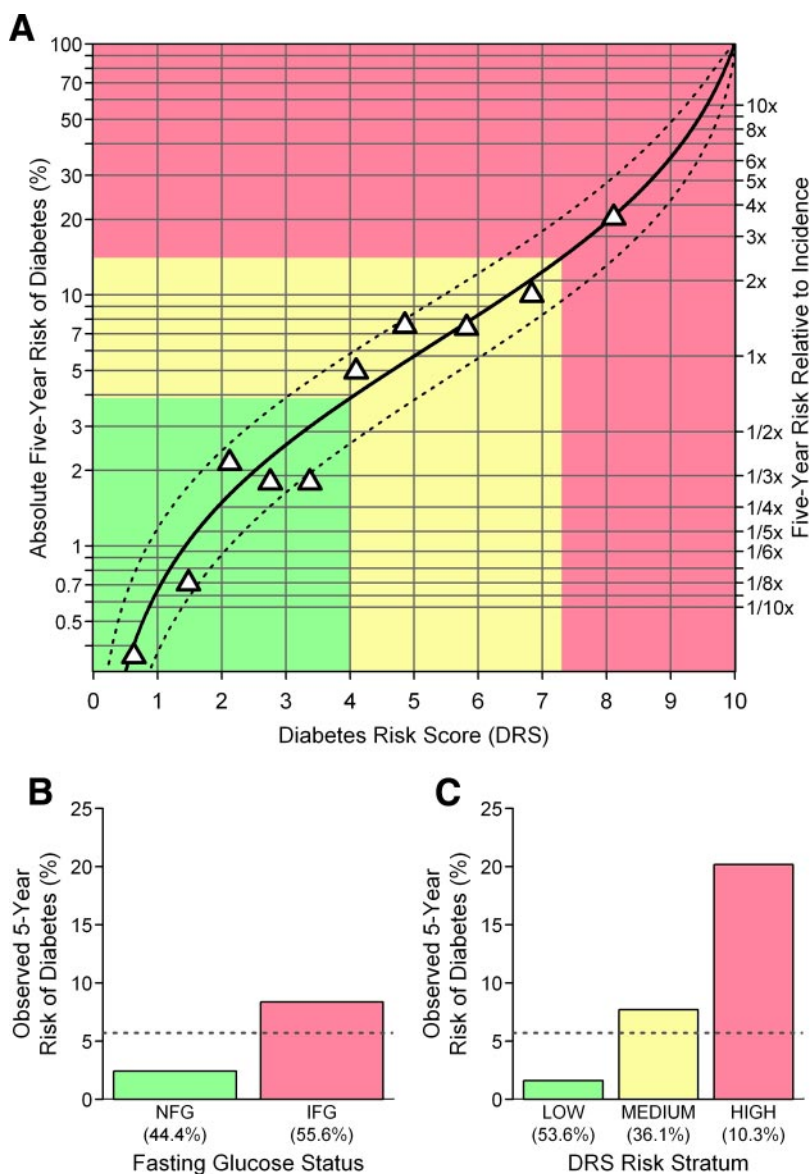 A
Absolute Five-Year Risk of Diabetes (%)
100
70
50
30
20
10
7
5
3
2
1
0.7
0.5
10x
8x
6x
5x
4x
3x
2x
1x
1/2x
1/3x
1/4x
1/5x
1/6x
1/8x
1/10x
Five-Year Risk Relative to Incidence
0 1 2 3 4 5 6 7 8 9 10
Diabetes Risk Score (DRS)
B
Observed 5-Year
Risk of Diabetes (%)
25
20
15
10
5
0
NFG IFG
(44.4%) (55.6%)
Fasting Glucose Status
C
Observed 5-Year
Risk of Diabetes (%)
25
20
15
10
5
0
LOW MEDIUM HIGH
(53.6%) (36.1%) (10.3%)
DRS Risk Stratum